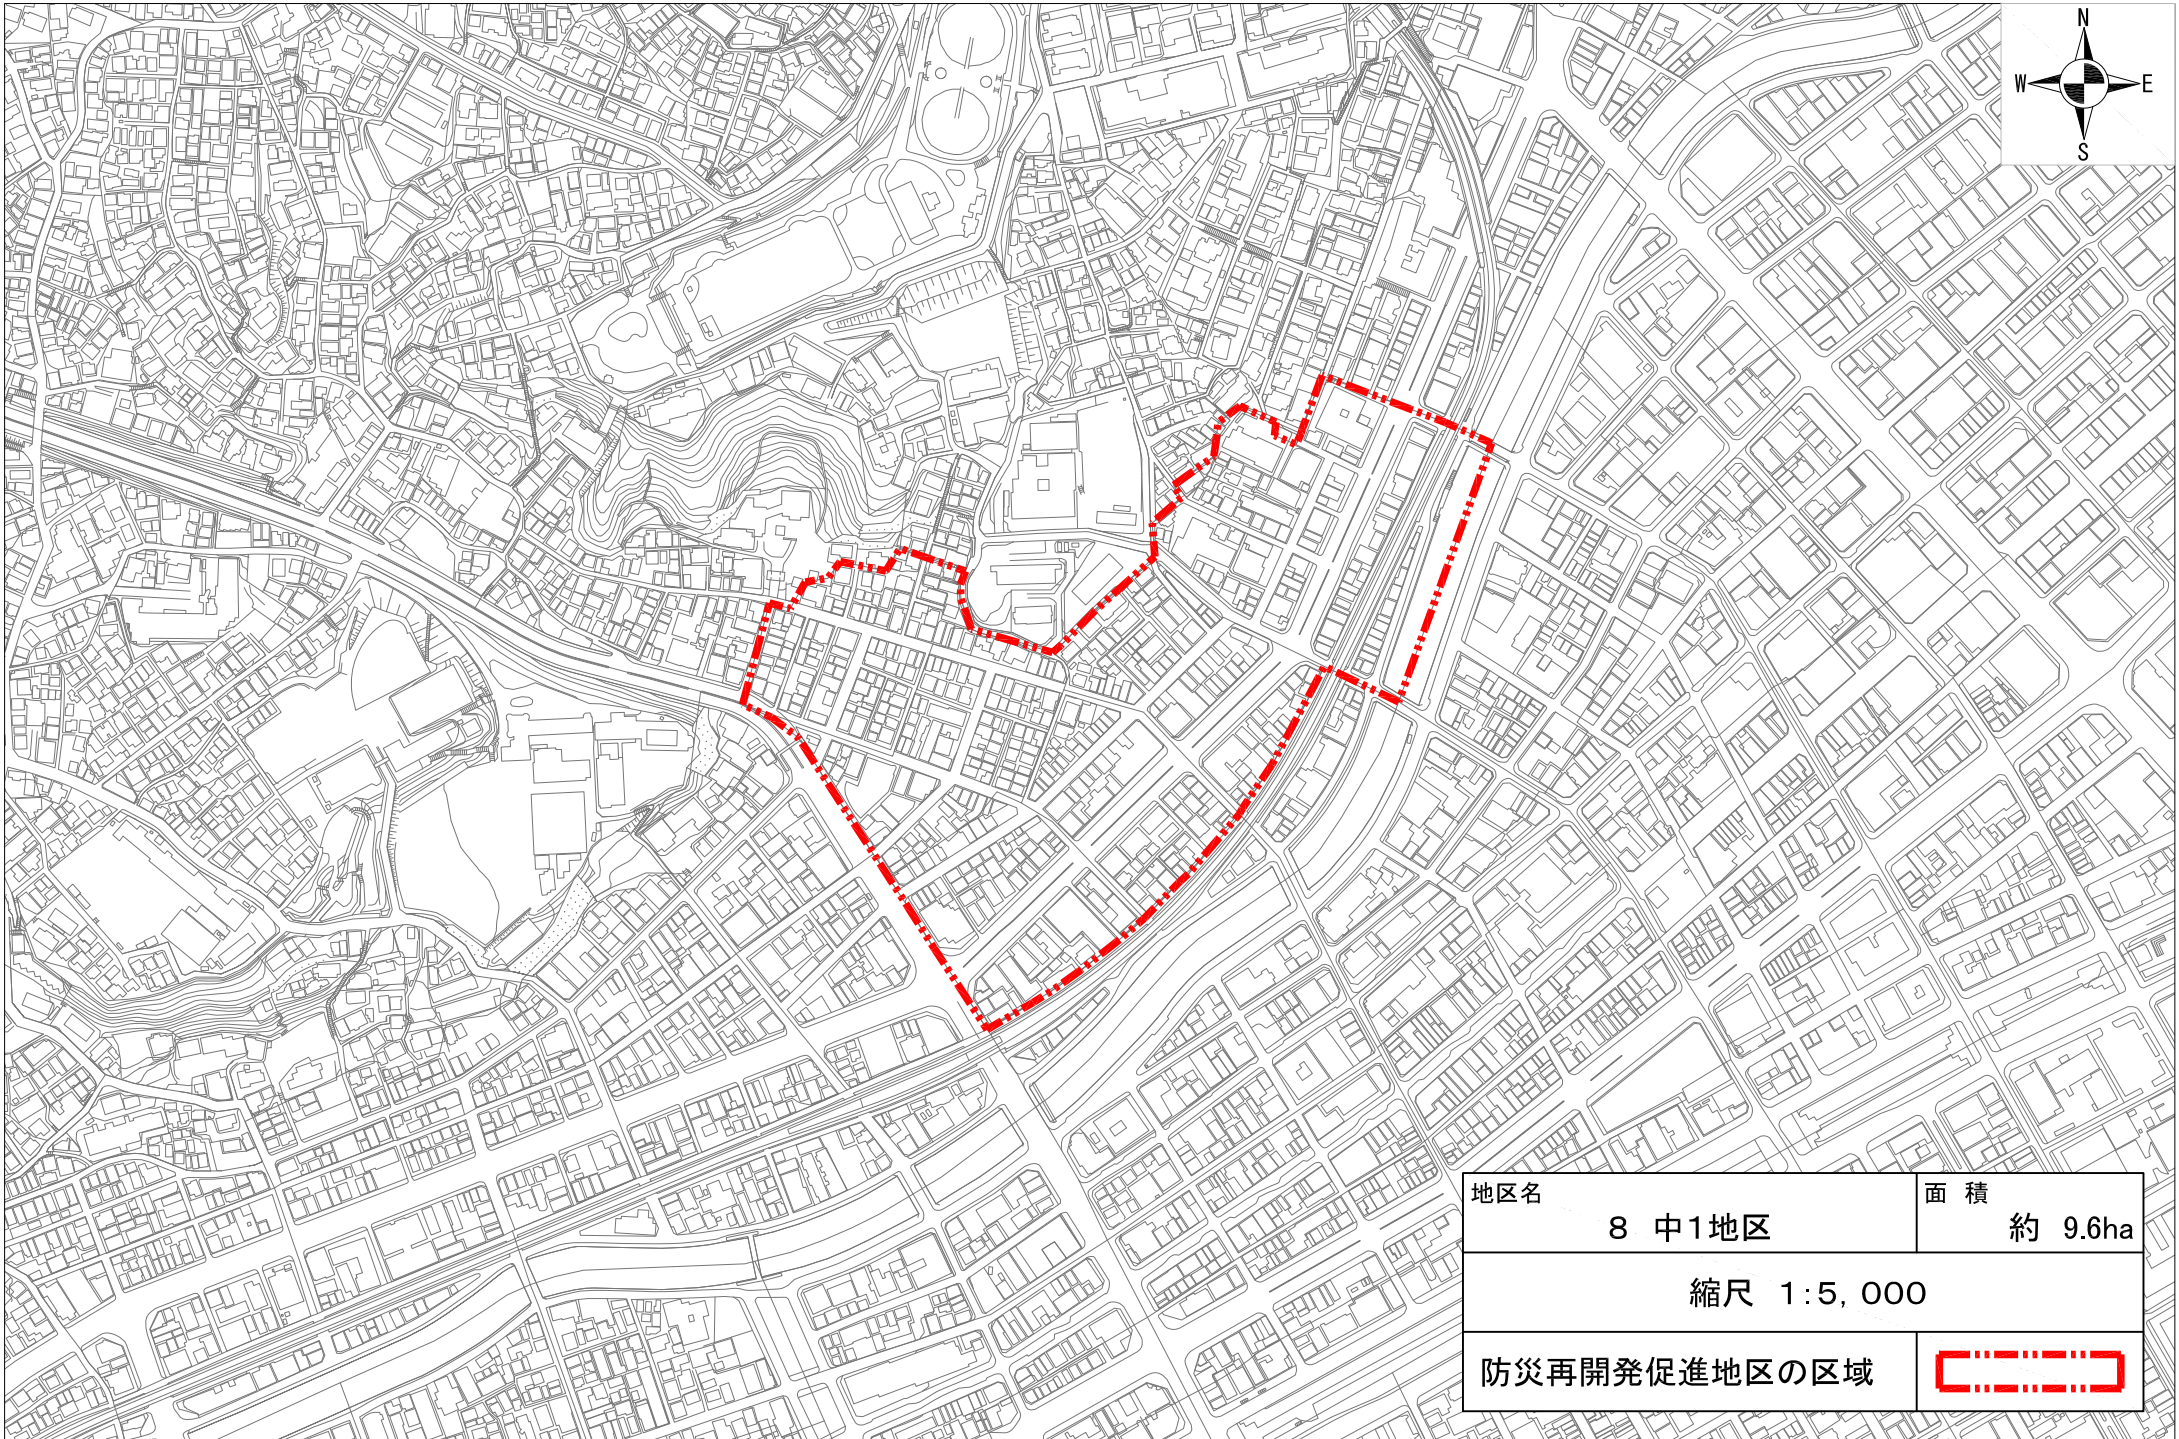 N
W E
S
地区名
8 中1地区
面 積
約 9.6ha
縮尺 1:5,000
防災再開発促進地区の区域